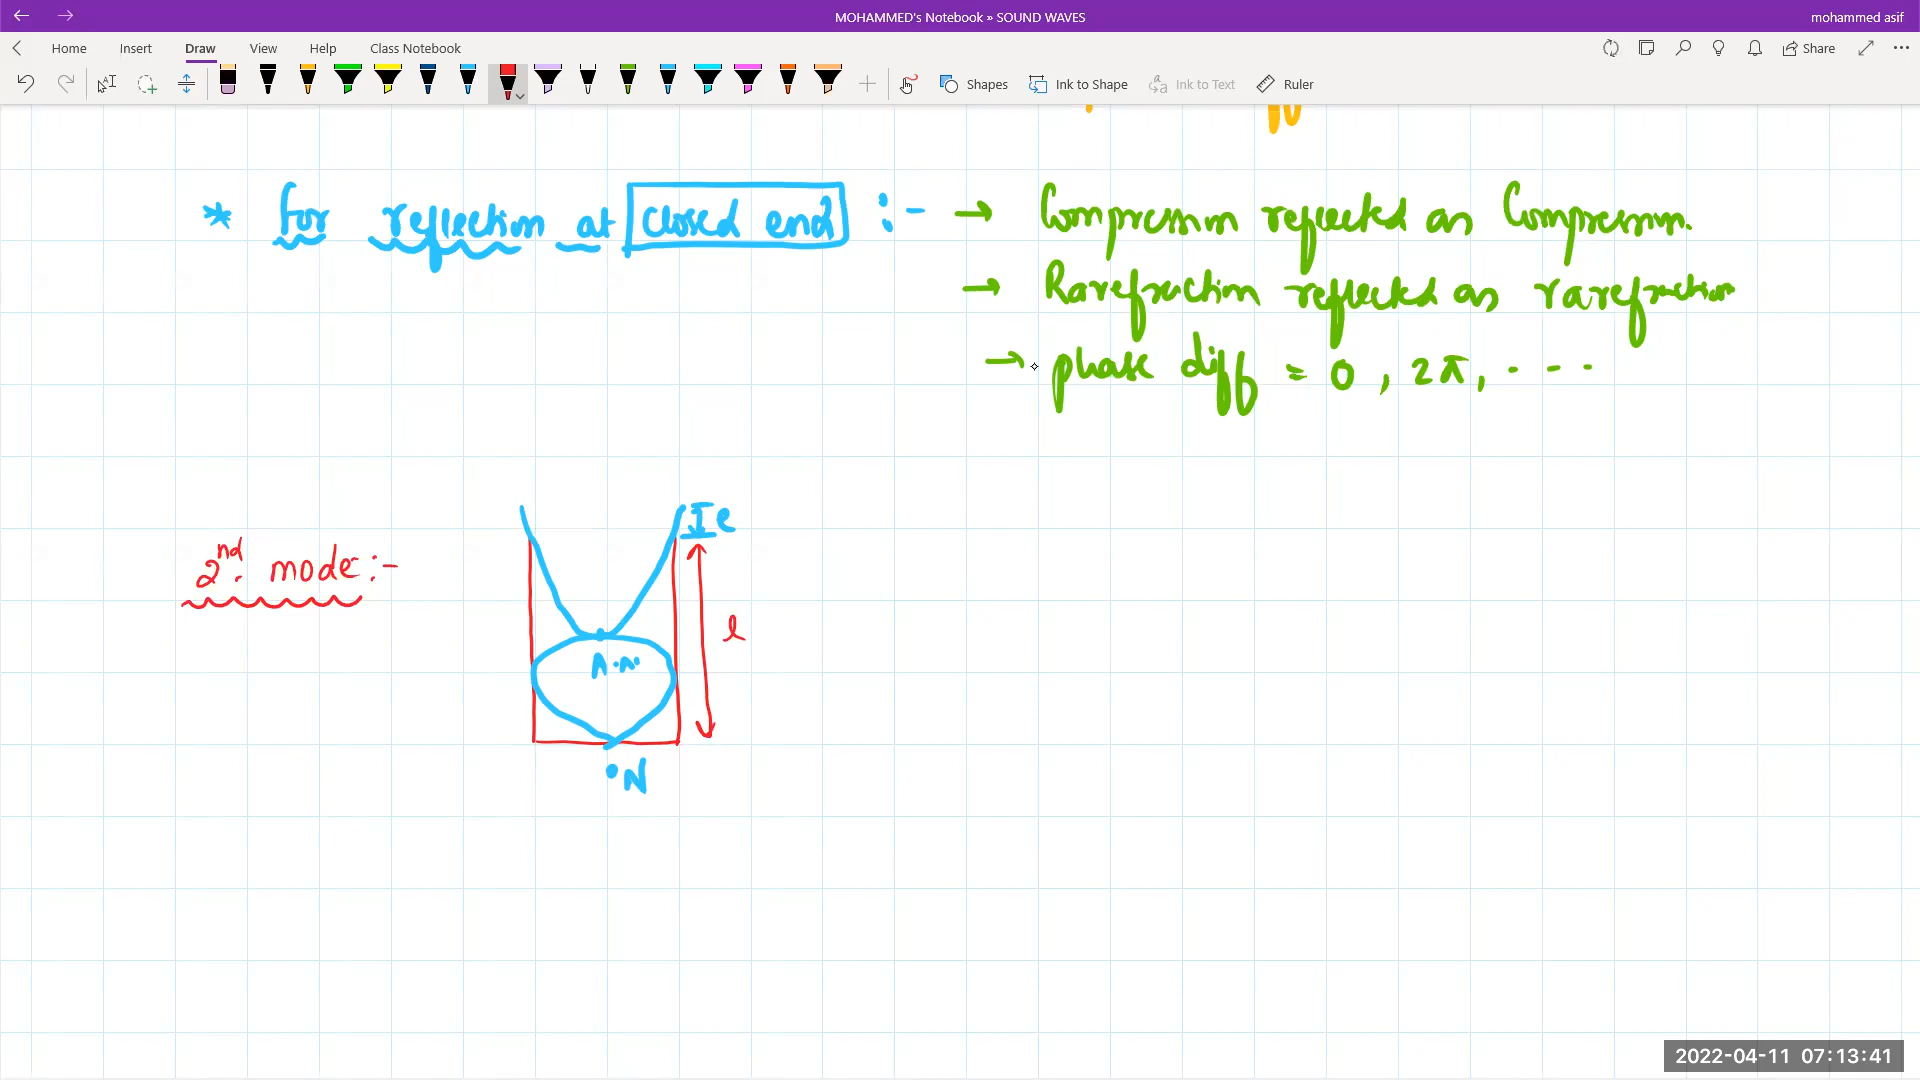 MOHAMMED's Notebook » SOUND WAVES
mohammed asif
Home Insert Draw View Help Class Notebook
Share
Shapes Ink to Shape Ink to Text Ruler
* for reflection at closed end :- → Compression reflected as Compression.
→ Rarefraction reflected as rarefraction
→ phase diff = 0, 2π, ....
e
2nd. mode :-
l
A.N.
N
2022-04-11 07:13:41